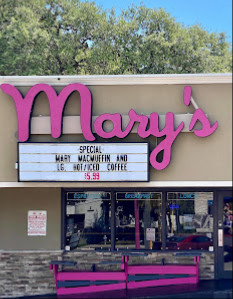 Mary's
SPECIAL
MARY MACMUFFIN AND
LG. HOT/ICED COFFEE
$5.99